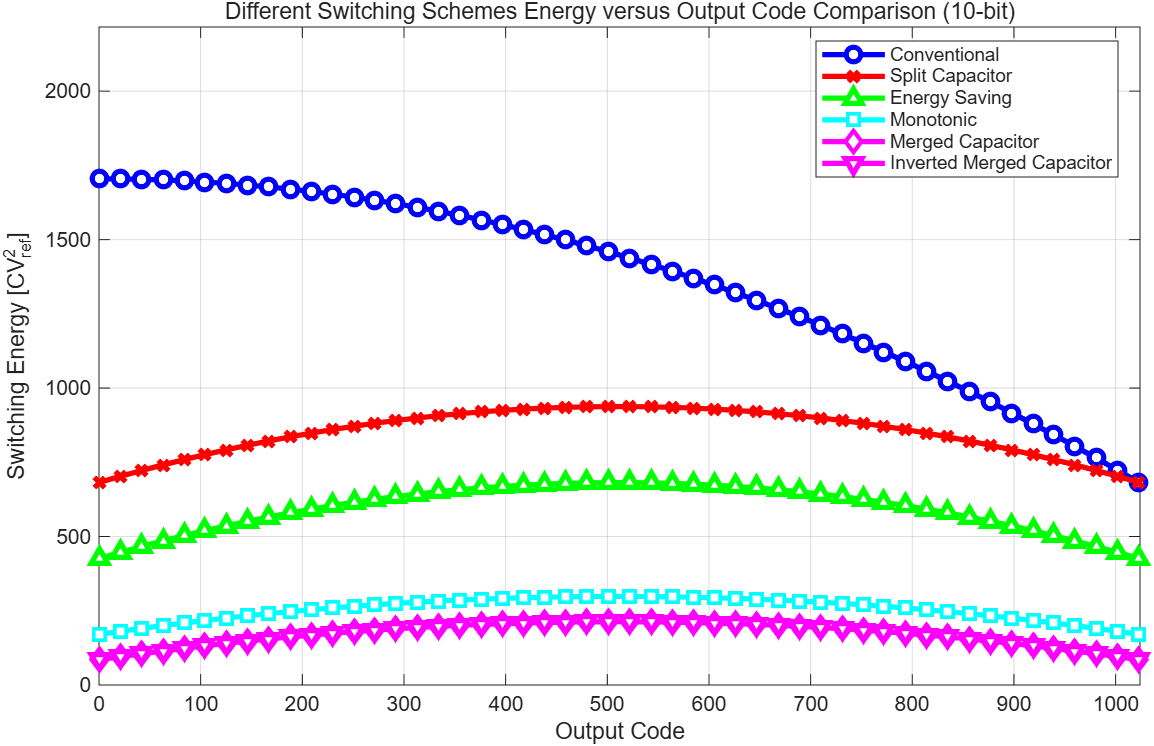 Different Switching Schemes Energy versus Output Code Comparison (10-bit)
Conventional
Split Capacitor
Energy Saving
Monotonic
Merged Capacitor
Inverted Merged Capacitor
Switching Energy [CV²ref]
2000
1500
1000
500
0
0 100 200 300 400 500 600 700 800 900 1000
Output Code